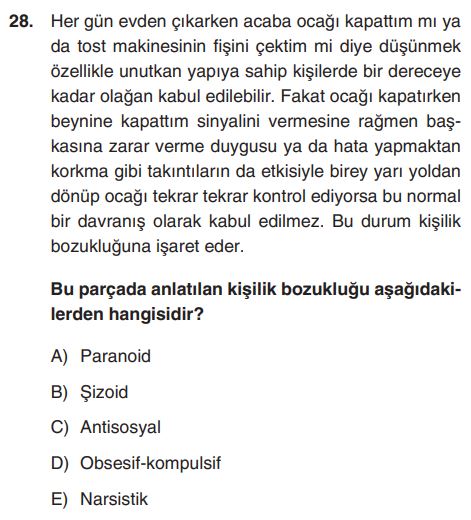 28. Her gün evden çıkarken acaba ocağı kapattım mı ya
da tost makinesinin fişini çektim mi diye düşünmek
özellikle unutkan yapıya sahip kişilerde bir dereceye
kadar olağan kabul edilebilir. Fakat ocağı kapatırken
beynine kapattım sinyalini vermesine rağmen baş-
kasına zarar verme duygusu ya da hata yapmaktan
korkma gibi takıntıların da etkisiyle birey yarı yoldan
dönüp ocağı tekrar tekrar kontrol ediyorsa bu normal
bir davranış olarak kabul edilmez. Bu durum kişilik
bozukluğuna işaret eder.
Bu parçada anlatılan kişilik bozukluğu aşağıdaki-
lerden hangisidir?
A) Paranoid
B) Şizoid
C) Antisosyal
D) Obsesif-kompulsif
E) Narsistik